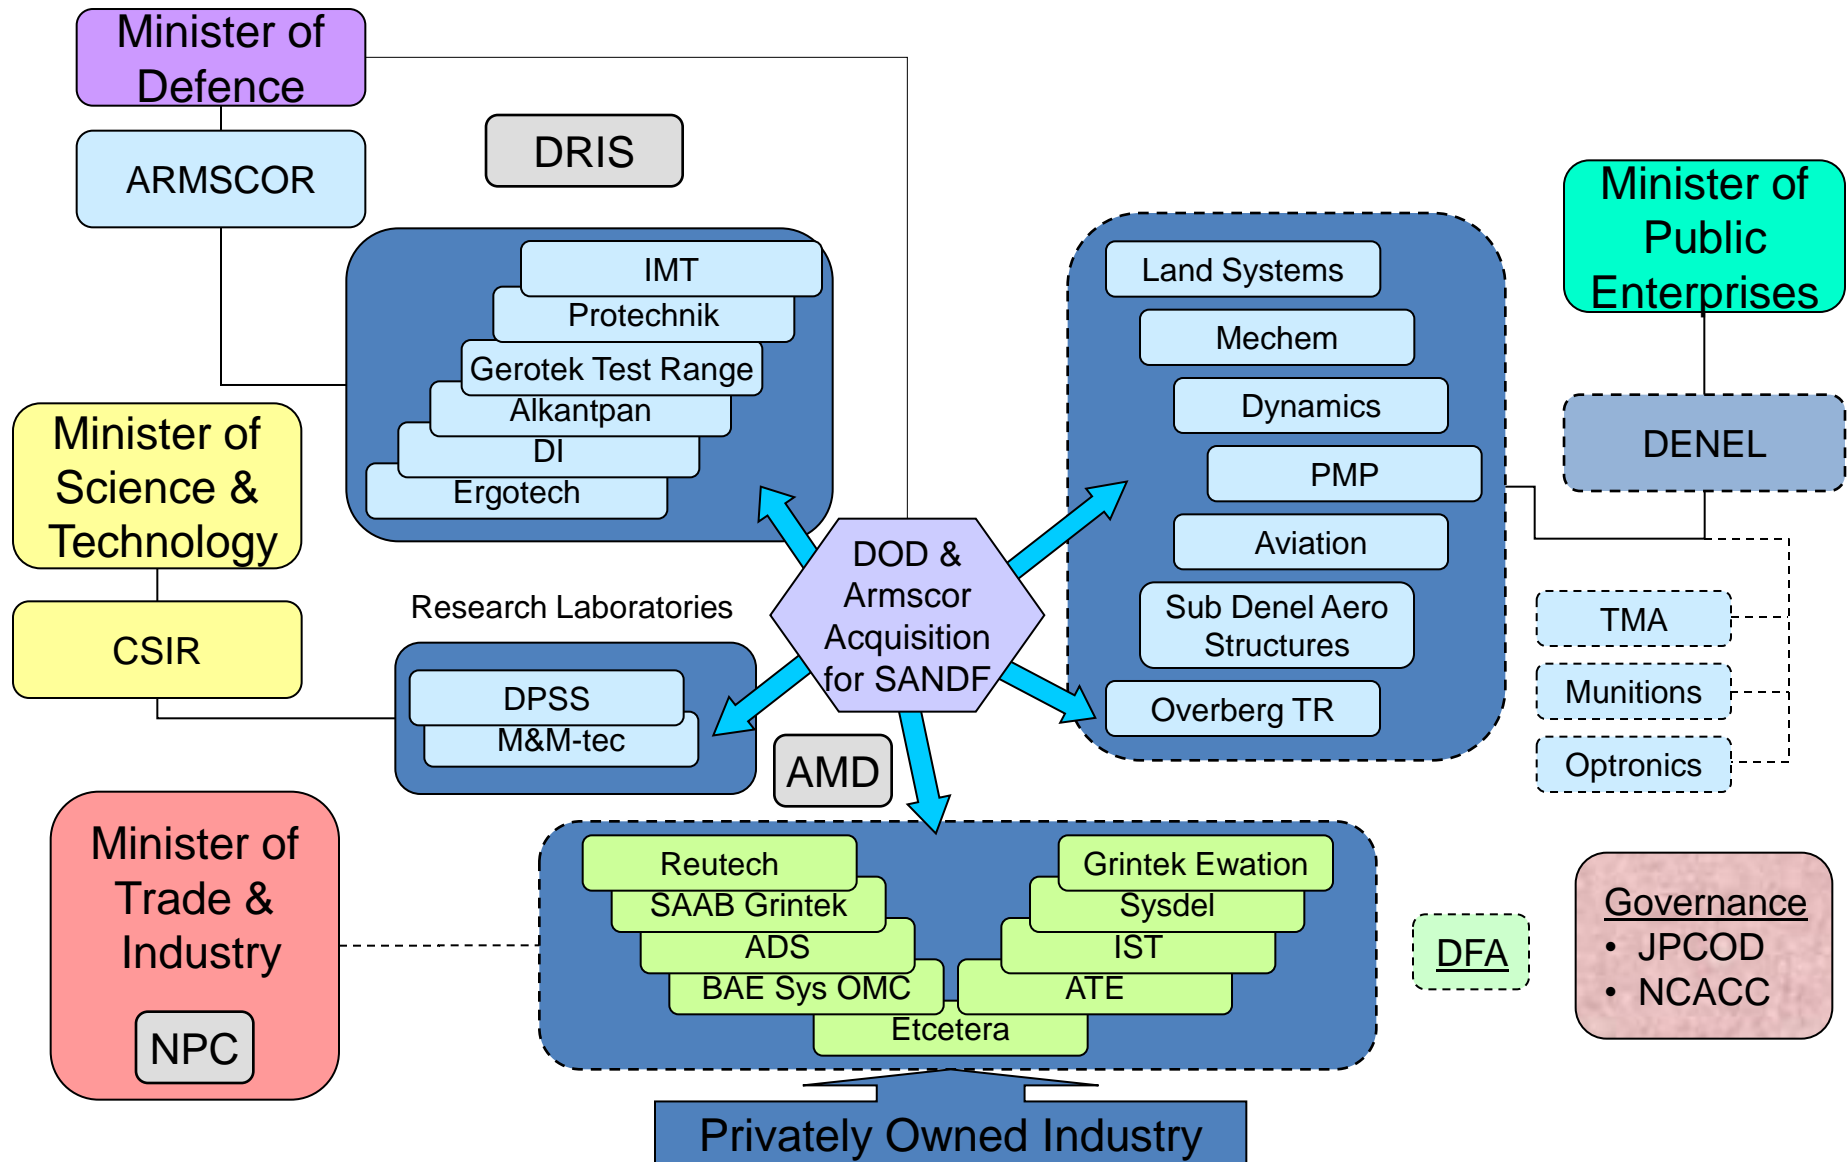 Minister of
Defence
ARMSCOR
DRIS
IMT
Protechnik
Gerotek Test Range
Alkantpan
DI
Ergotech
Land Systems
Mechem
Dynamics
PMP
Aviation
Sub Denel Aero
Structures
Overberg TR
Minister of
Public
Enterprises
DENEL
TMA
Munitions
Optronics
Minister of
Science &
Technology
CSIR
Research Laboratories
DPSS
M&M-tec
DOD &
Armscor
Acquisition
for SANDF
AMD
Minister of
Trade &
Industry
NPC
Reutech
SAAB Grintek
ADS
BAE Sys OMC
Etcetera
Grintek Ewation
Sysdel
IST
ATE
DFA
Governance
• JPCOD
• NCACC
Privately Owned Industry